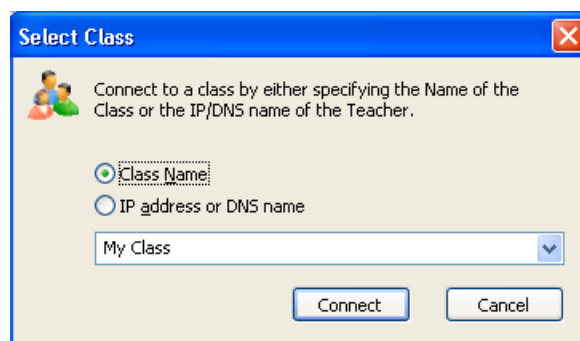 Select Class
Connect to a class by either specifying the Name of the
Class or the IP/DNS name of the Teacher.
Class Name
IP address or DNS name
My Class
Connect
Cancel